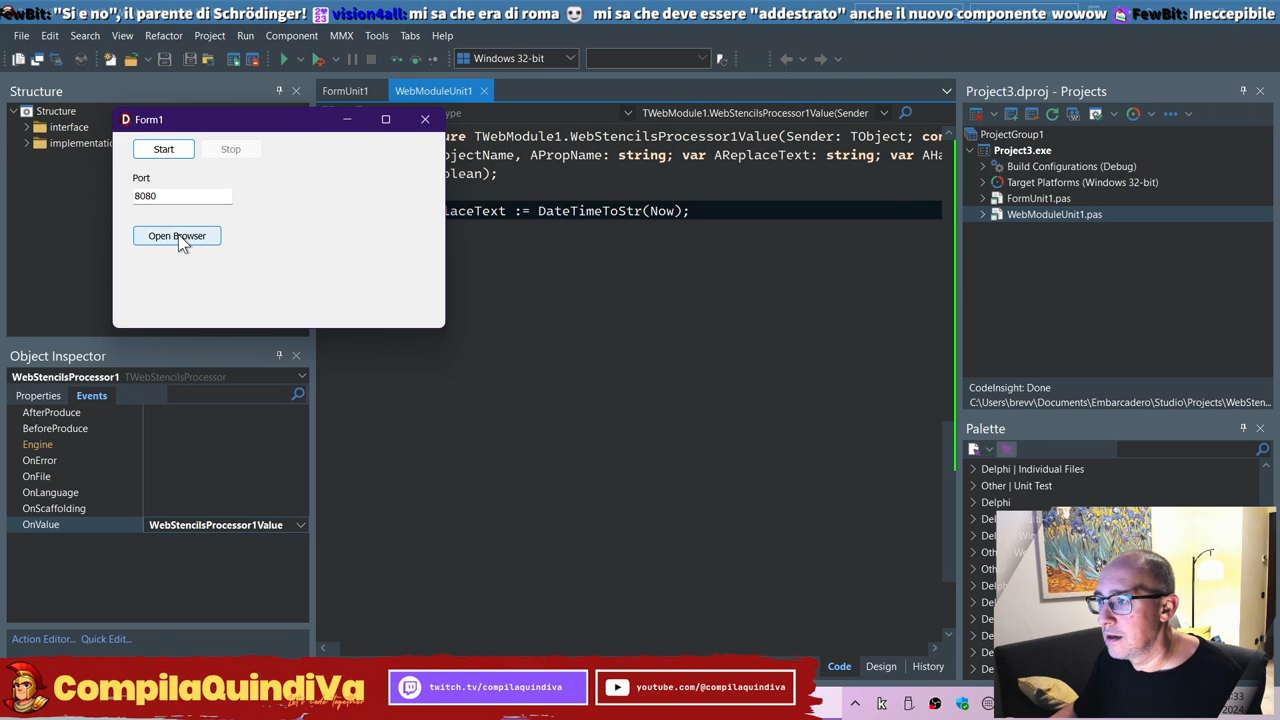 FewBit: "Si e no", il parente di Schrödinger! vision4all: mi sa che era di roma mi sa che deve essere "addestrato" anche il nuovo componente wowow FewBit: Ineccepibile
File Edit Search View Refactor Project Run Component MMX Tools Tabs Help
Windows 32-bit
Structure
FormUnit1 WebModuleUnit1
Structure
interface
implementatio
Form1
Start Stop
Port
8080
Open Browser
TWebModule1.WebStencilsProcessor1Value(Sender
ure TWebModule1.WebStencilsProcessor1Value(Sender: TObject; con
ojectName, APropName: string; var AReplaceText: string; var AHa
olean);
laceText := DateTimeToStr(Now);
Project3.dproj - Projects
ProjectGroup1
Project3.exe
Build Configurations (Debug)
Target Platforms (Windows 32-bit)
FormUnit1.pas
WebModuleUnit1.pas
CodeInsight: Done
C:\Users\brevv\Documents\Embarcadero\Studio\Projects\WebSten...
Object Inspector
WebStencilsProcessor1 TWebStencilsProcessor
Properties Events
AfterProduce
BeforeProduce
Engine
OnError
OnFile
OnLanguage
OnScaffolding
OnValue WebStencilsProcessor1Value
Action Editor... Quick Edit...
Code Design History
Palette
Delphi | Individual Files
Other | Unit Test
Delphi
CompilaQuindiVa
Let's code Together
twitch.tv/compilaquindiva
youtube.com/@compilaquindiva